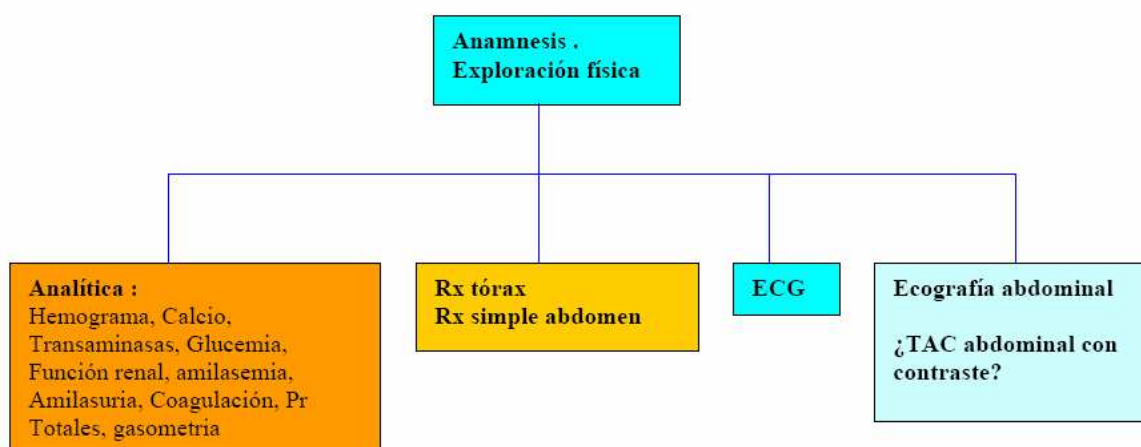 Anamnesis .
Exploración física
Analítica :
Hemograma, Calcio,
Transaminasas, Glucemia,
Función renal, amilasemia,
Amilasuria, Coagulación, Pr
Totales, gasometria
Rx tórax
Rx simple abdomen
ECG
Ecografía abdominal
¿TAC abdominal con
contraste?